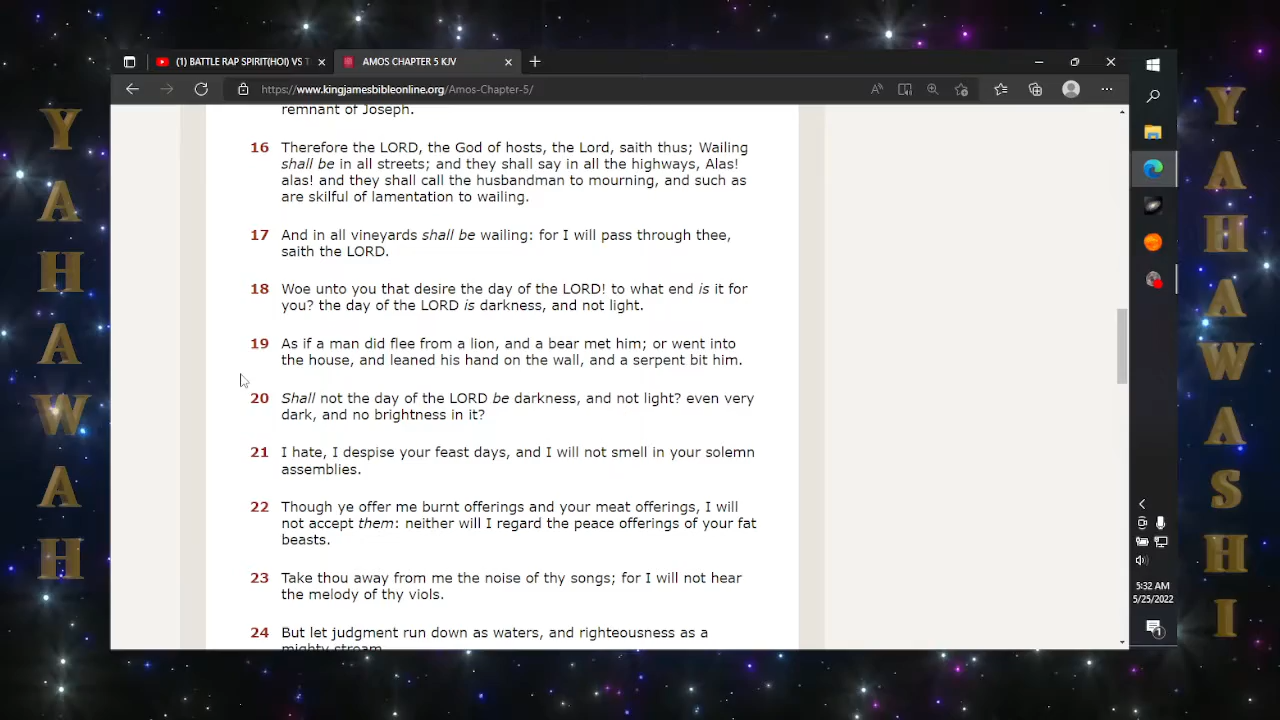 YAHAWAH
(1) BATTLE RAP SPIRIT(HOI) VS T
AMOS CHAPTER 5 KJV
https://www.kingjamesbibleonline.org/Amos-Chapter-5/
remnant of Joseph.
16 Therefore the LORD, the God of hosts, the Lord, saith thus; Wailing
shall be in all streets; and they shall say in all the highways, Alas!
alas! and they shall call the husbandman to mourning, and such as
are skilful of lamentation to wailing.
17 And in all vineyards shall be wailing: for I will pass through thee,
saith the LORD.
18 Woe unto you that desire the day of the LORD! to what end is it for
you? the day of the LORD is darkness, and not light.
19 As if a man did flee from a lion, and a bear met him; or went into
the house, and leaned his hand on the wall, and a serpent bit him.
20 Shall not the day of the LORD be darkness, and not light? even very
dark, and no brightness in it?
21 I hate, I despise your feast days, and I will not smell in your solemn
assemblies.
22 Though ye offer me burnt offerings and your meat offerings, I will
not accept them: neither will I regard the peace offerings of your fat
beasts.
23 Take thou away from me the noise of thy songs; for I will not hear
the melody of thy viols.
24 But let judgment run down as waters, and righteousness as a
mighty stream.
5:32 AM
5/25/2022
1
YAHAWASHI